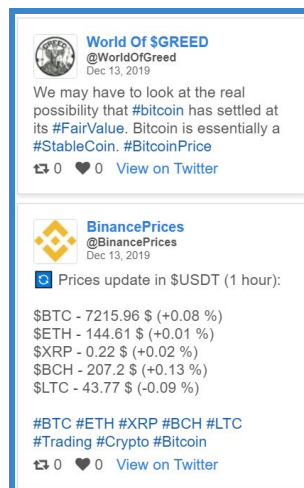 World Of $GREED
@WorldOfGreed
Dec 13, 2019
We may have to look at the real
possibility that #bitcoin has settled at
its #FairValue. Bitcoin is essentially a
#StableCoin. #BitcoinPrice
0 0 View on Twitter
BinancePrices
@BinancePrices
Dec 13, 2019
Prices update in $USDT (1 hour):
$BTC - 7215.96 $ (+0.08 %)
$ETH - 144.61 $ (+0.01 %)
$XRP - 0.22 $ (+0.02 %)
$BCH - 207.2 $ (+0.13 %)
$LTC - 43.77 $ (-0.09 %)
#BTC #ETH #XRP #BCH #LTC
#Trading #Crypto #Bitcoin
0 0 View on Twitter